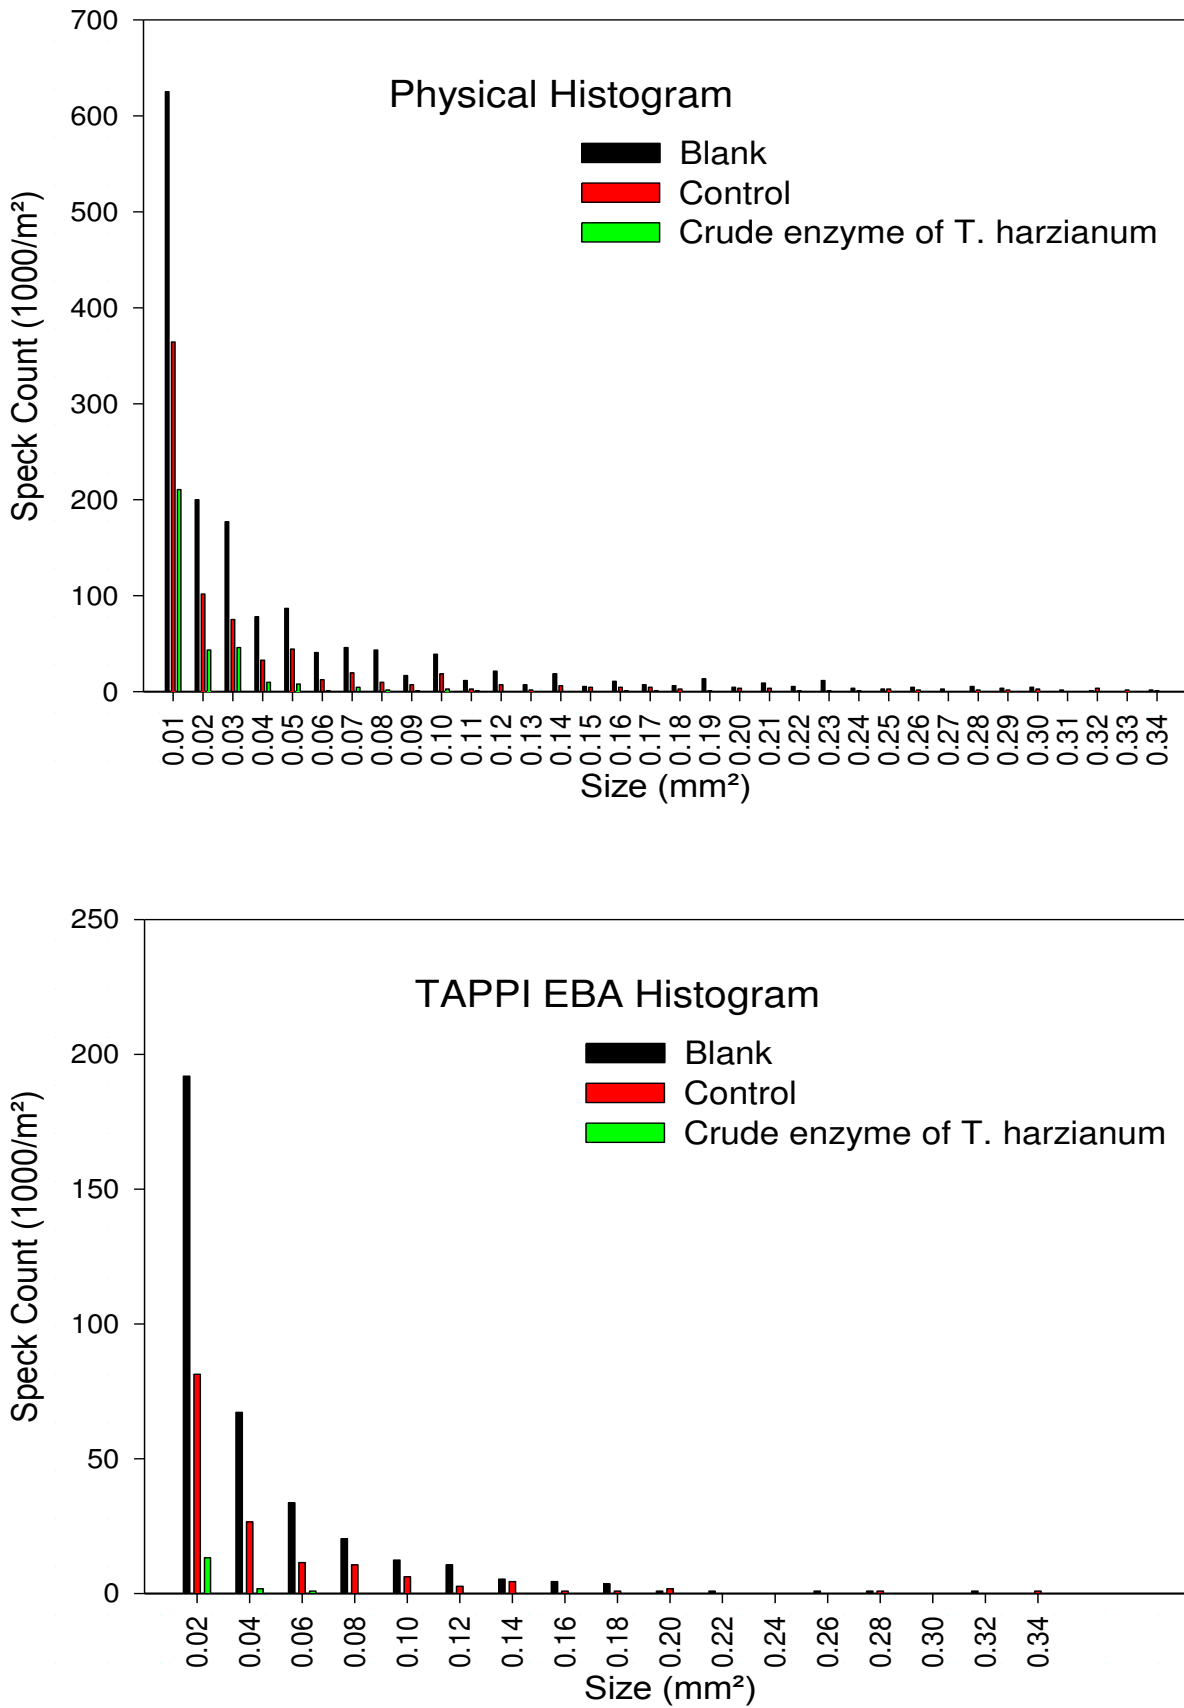 700
Physical Histogram
600
Blank
Control
500
Crude enzyme of T. harzianum
400
300
200
100
0
Speck Count (1000/m²)
0.01 0.02 0.03 0.04 0.05 0.06 0.07 0.08 0.09 0.10 0.11 0.12 0.13 0.14 0.15 0.16 0.17 0.18 0.19 0.20 0.21 0.22 0.23 0.24 0.25 0.26 0.27 0.28 0.29 0.30 0.31 0.32 0.33 0.34
Size (mm²)
250
TAPPI EBA Histogram
200
Blank
Control
Crude enzyme of T. harzianum
150
100
50
0
Speck Count (1000/m²)
0.02 0.04 0.06 0.08 0.10 0.12 0.14 0.16 0.18 0.20 0.22 0.24 0.26 0.28 0.30 0.32 0.34
Size (mm²)